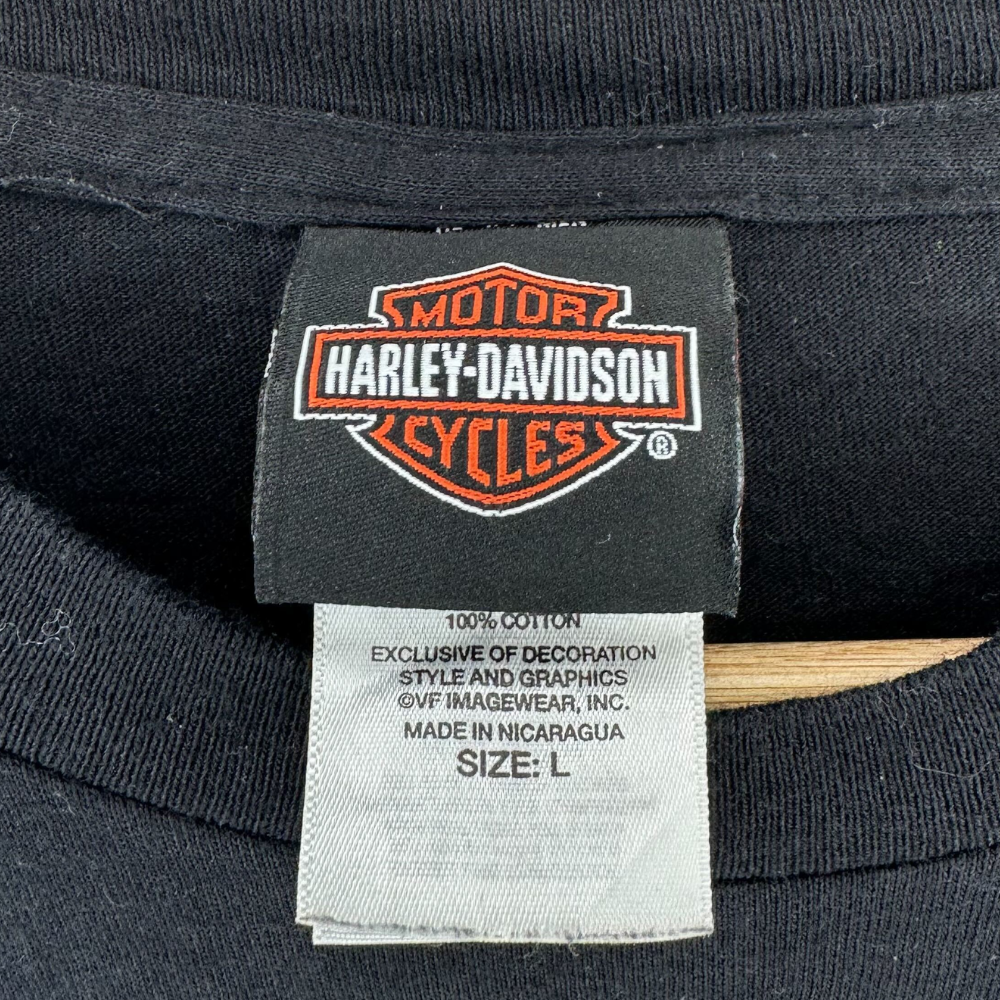 MOTOR
HARLEY-DAVIDSON
CYCLES
®
100% COTTON
EXCLUSIVE OF DECORATION
STYLE AND GRAPHICS
©VF IMAGEWEAR, INC.
MADE IN NICARAGUA
SIZE: L